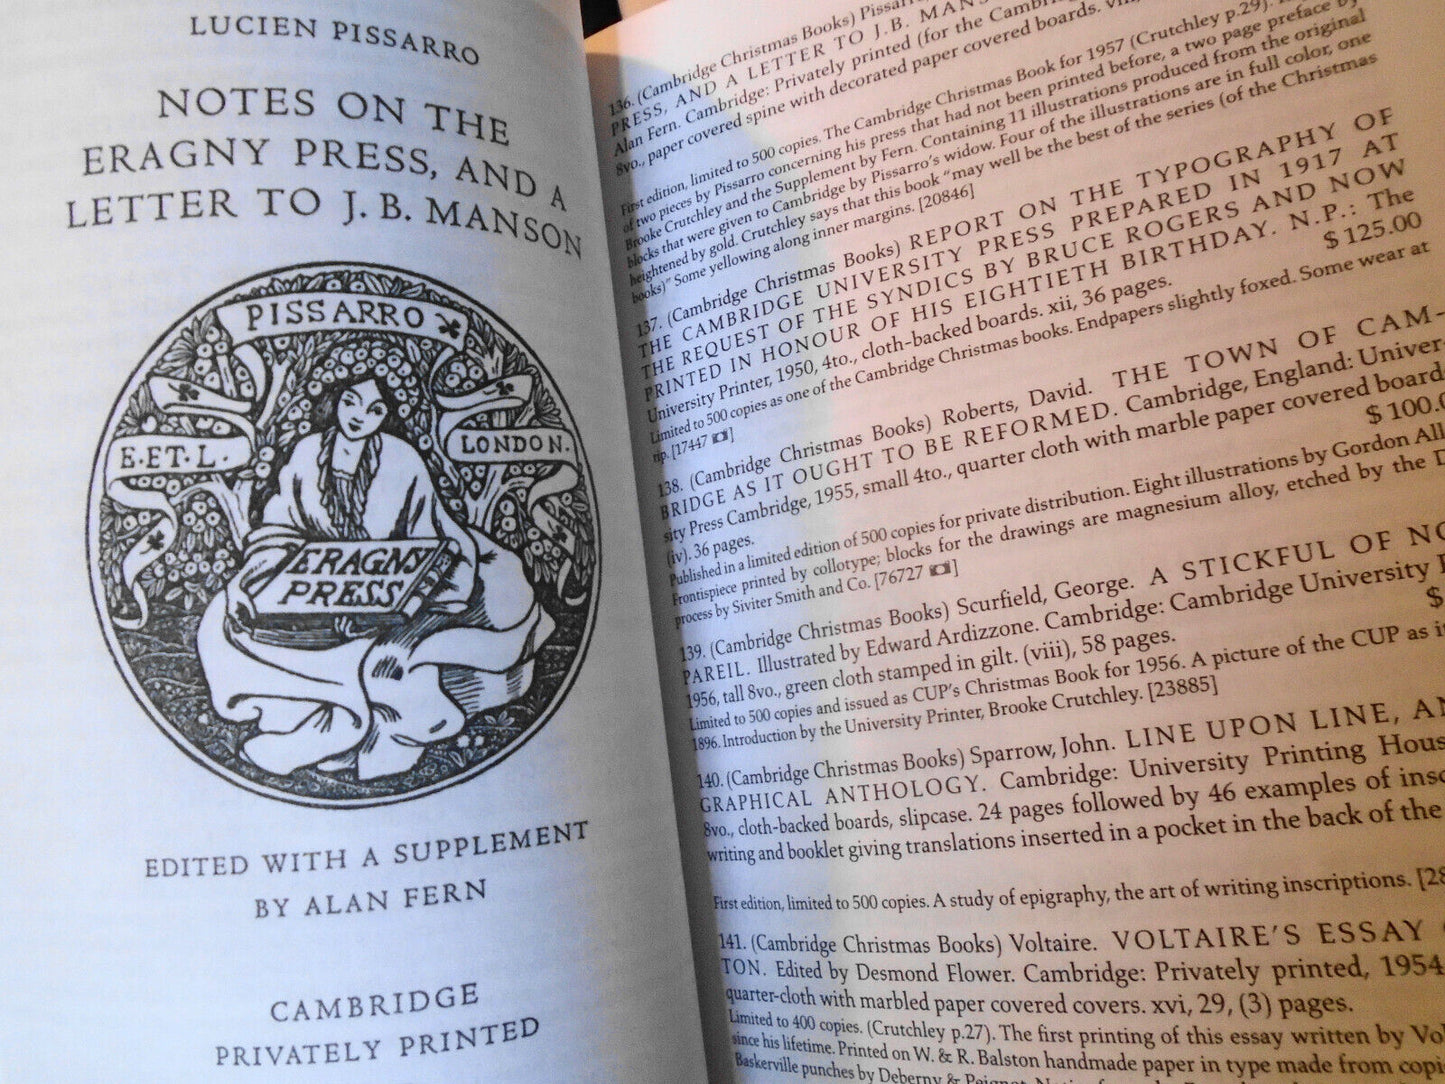 LUCIEN PISSARRO
NOTES ON THE
ERAGNY PRESS, AND A
LETTER TO J. B. MANSON
PISSARRO
E. ET. L.
LONDON.
ERAGNY
PRESS
EDITED WITH A SUPPLEMENT
BY ALAN FERN
CAMBRIDGE
PRIVATELY PRINTED
136. (Cambridge Christmas Books)
PRESS, AND A LETTER TO J.B.
Alan Fern. Cambridge: Privately printed (for the
8vo., paper covered spine with decorated paper covered boards.
First edition, limited to 500 copies. The Cambridge Christmas Book for 1957 (Crutchley p.29).
of two pieces by Pissarro concerning his press that had not been printed before, a two page preface by
Brooke Crutchley and the Supplement by Fern. Containing 11 illustrations produced from the original
blocks that were given to Cambridge by Pissarro's widow. Four of the illustrations are in full color, one
heightened by gold. Crutchley says that this book "may well be the best of the series (of the Christmas
books)" Some yellowing along inner margins. [20846]
137. (Cambridge Christmas Books) REPORT ON THE TYPOGRAPHY OF
THE CAMBRIDGE UNIVERSITY PRESS PREPARED IN 1917 AT
THE REQUEST OF THE SYNDICS BY BRUCE ROGERS AND NOW
PRINTED IN HONOUR OF HIS EIGHTIETH BIRTHDAY. N.P.: The
University Printer, 1950, 4to., cloth-backed boards. xii, 36 pages. $ 125.00
Limited to 500 copies as one of the Cambridge Christmas books. Endpapers slightly foxed. Some wear at
tip. [17447]
138. (Cambridge Christmas Books) Roberts, David. THE TOWN OF CAM-
BRIDGE AS IT OUGHT TO BE REFORMED. Cambridge, England: Univer-
sity Press Cambridge, 1955, small 4to., quarter cloth with marble paper covered board
(iv). 36 pages. $ 100.0
Published in a limited edition of 500 copies for private distribution. Eight illustrations by Gordon All
Frontispiece printed by collotype; blocks for the drawings are magnesium alloy, etched by the D
process by Siviter Smith and Co. [76727]
139. (Cambridge Christmas Books) Scurfield, George. A STICKFUL OF NO
PAREIL. Illustrated by Edward Ardizzone. Cambridge: Cambridge University
1956, tall 8vo., green cloth stamped in gilt. (viii), 58 pages. $
Limited to 500 copies and issued as CUP's Christmas Book for 1956. A picture of the CUP as i
1896. Introduction by the University Printer, Brooke Crutchley. [23885]
140. (Cambridge Christmas Books) Sparrow, John. LINE UPON LINE, AN
GRAPHICAL ANTHOLOGY. Cambridge: University Printing Hous
8vo., cloth-backed boards, slipcase. 24 pages followed by 46 examples of insc
writing and booklet giving translations inserted in a pocket in the back of the
First edition, limited to 500 copies. A study of epigraphy, the art of writing inscriptions. [28
141. (Cambridge Christmas Books) Voltaire. VOLTAIRE'S ESSAY
TON. Edited by Desmond Flower. Cambridge: Privately printed, 1954
quarter-cloth with marbled paper covered covers. xvi, 29, (3) pages.
Limited to 400 copies. (Crutchley p.27). The first printing of this essay written by Vol
since his lifetime. Printed on W. & R. Balston handmade paper in type made from copi
Baskerville punches by Deberny & Peignot.